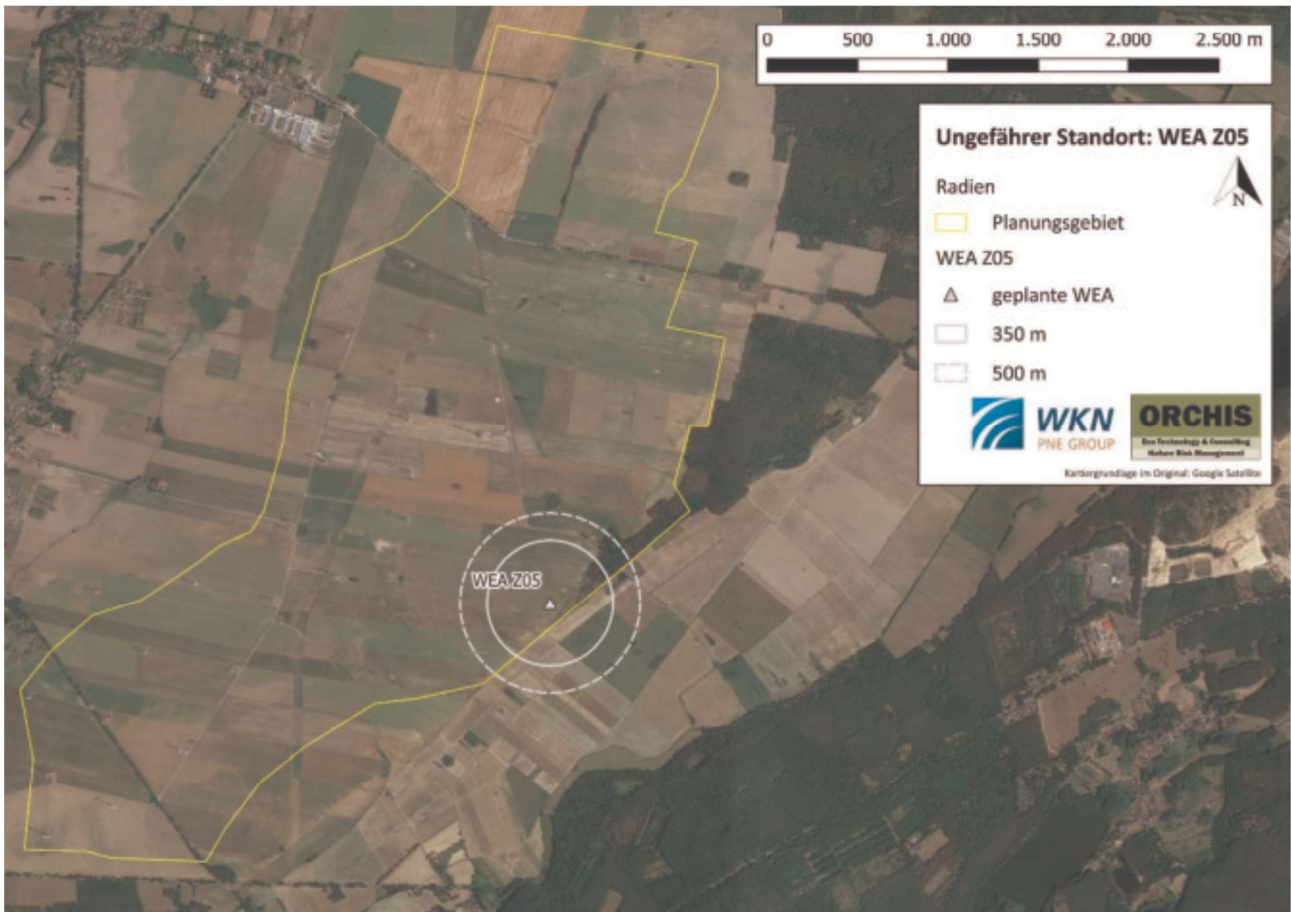 0 500 1.000 1.500 2.000 2.500 m
Ungefährer Standort: WEA Z05
Radien
N
Planungsgebiet
WEA Z05
geplante WEA
350 m
500 m
WKN
PNE GROUP
ORCHIS
Eco Technology & Consulting
Nature Risk Management
Kartiergrundlage im Original: Google Satellite
WEA Z05